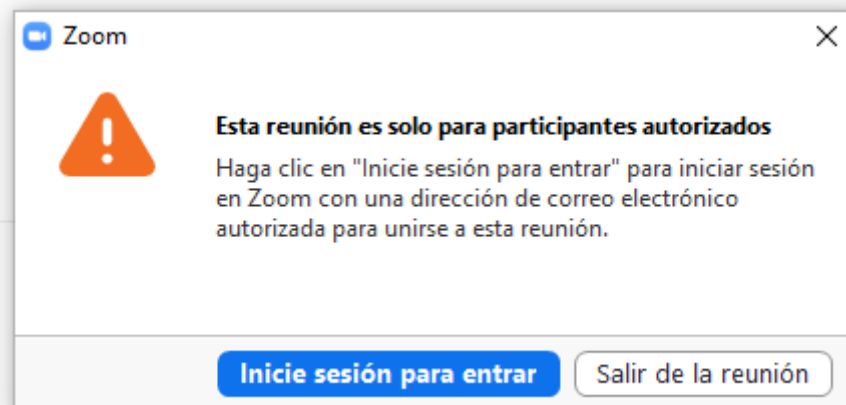 Zoom
Esta reunión es solo para participantes autorizados
Haga clic en "Inicie sesión para entrar" para iniciar sesión
en Zoom con una dirección de correo electrónico
autorizada para unirse a esta reunión.
Inicie sesión para entrar
Salir de la reunión